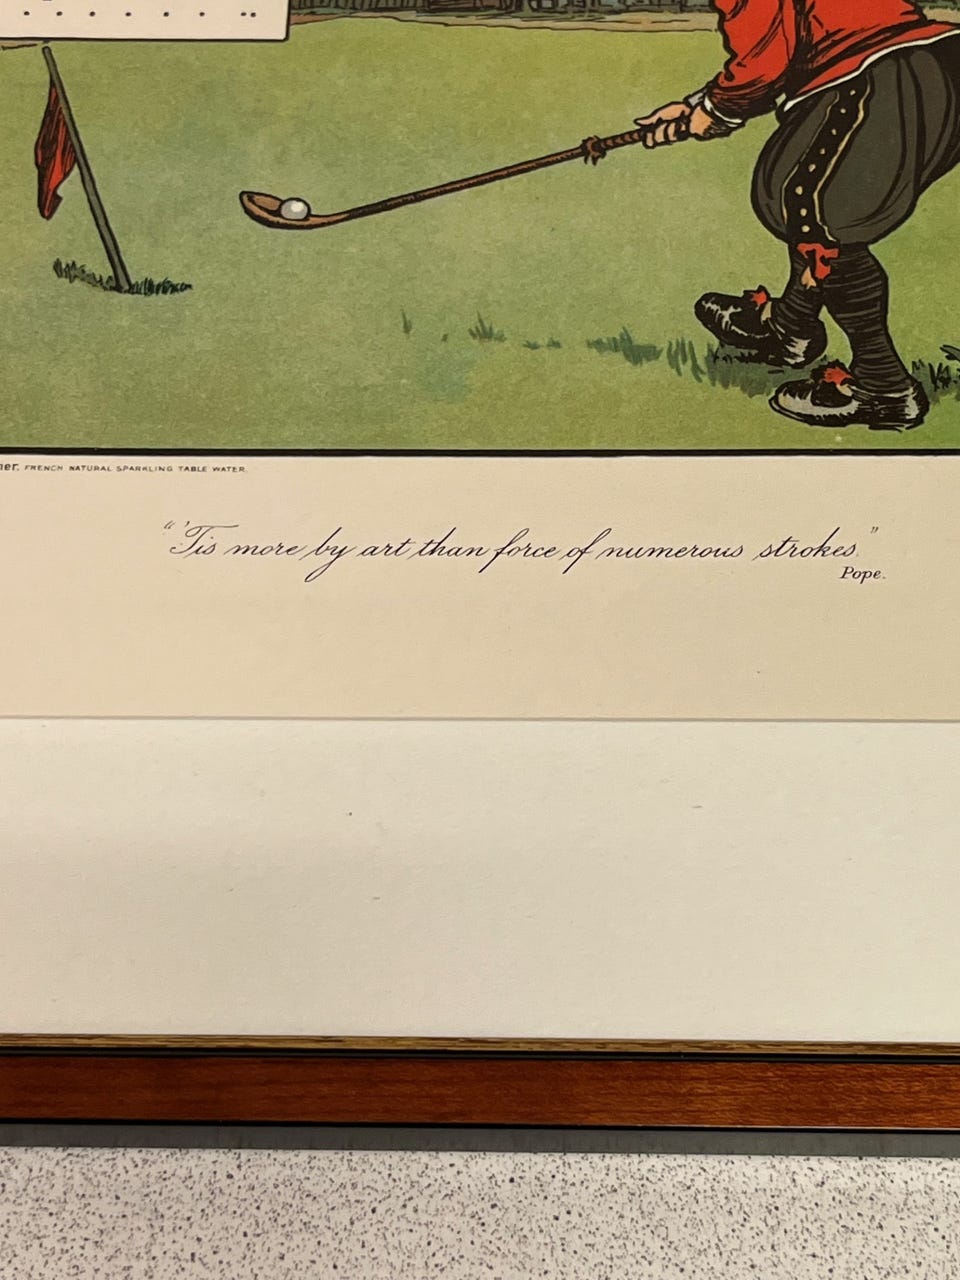 FRENCH NATURAL SPARKLING TABLE WATER.
“'Tis more by art than force of numerous strokes.”
Pope.